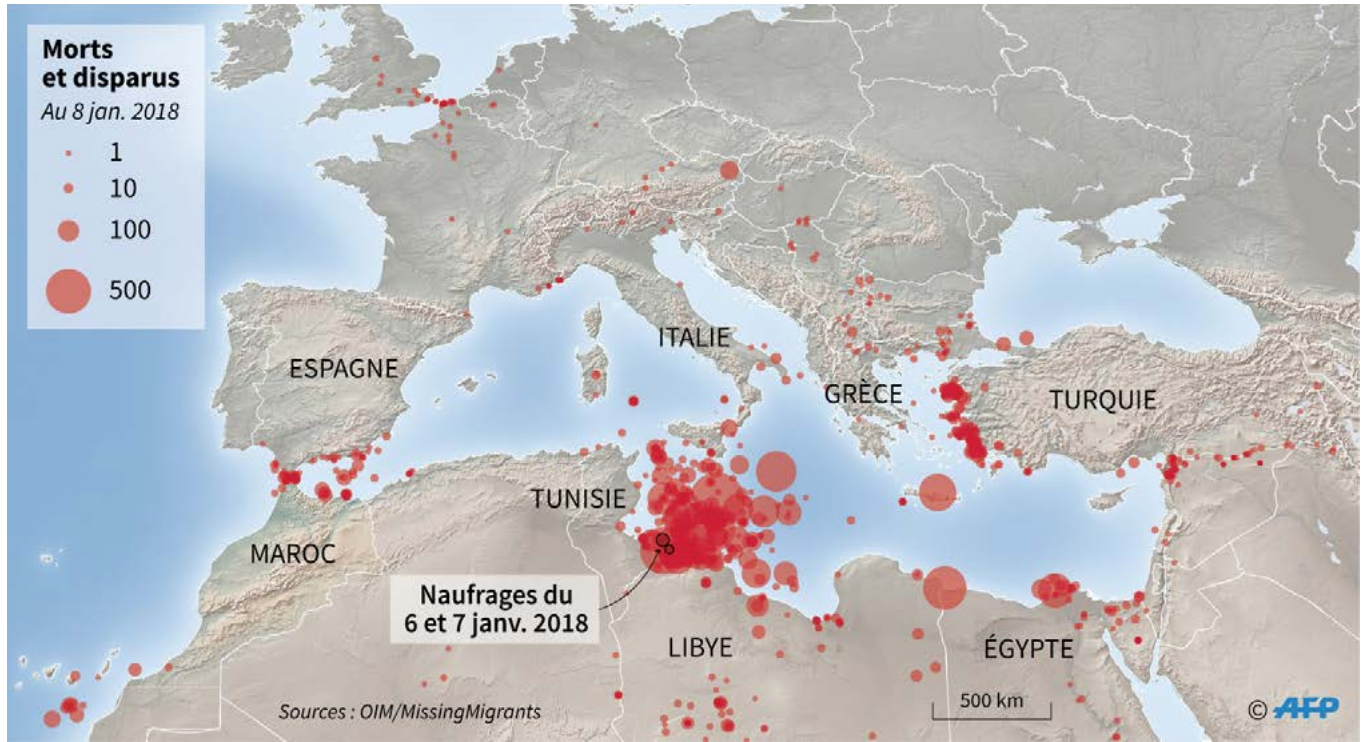 Morts
et disparus
Au 8 jan. 2018
1
10
100
500
ITALIE
ESPAGNE
GRÈCE
TURQUIE
TUNISIE
MAROC
Naufrages du
6 et 7 janv. 2018
LIBYE
ÉGYPTE
500 km
Sources : OIM/MissingMigrants
© AFP